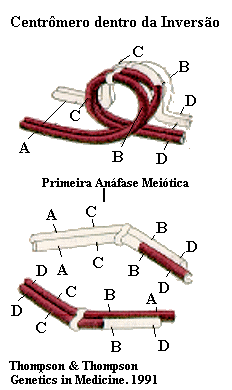 Centrômero dentro da Inversão
C
B
D
C
A
B
D
Primeira Anáfase Meiótica
A
C
B
D
A
C
B
D
D
C
B
A
D
C
B
D
Thompson & Thompson
Genetics in Medicine. 1991